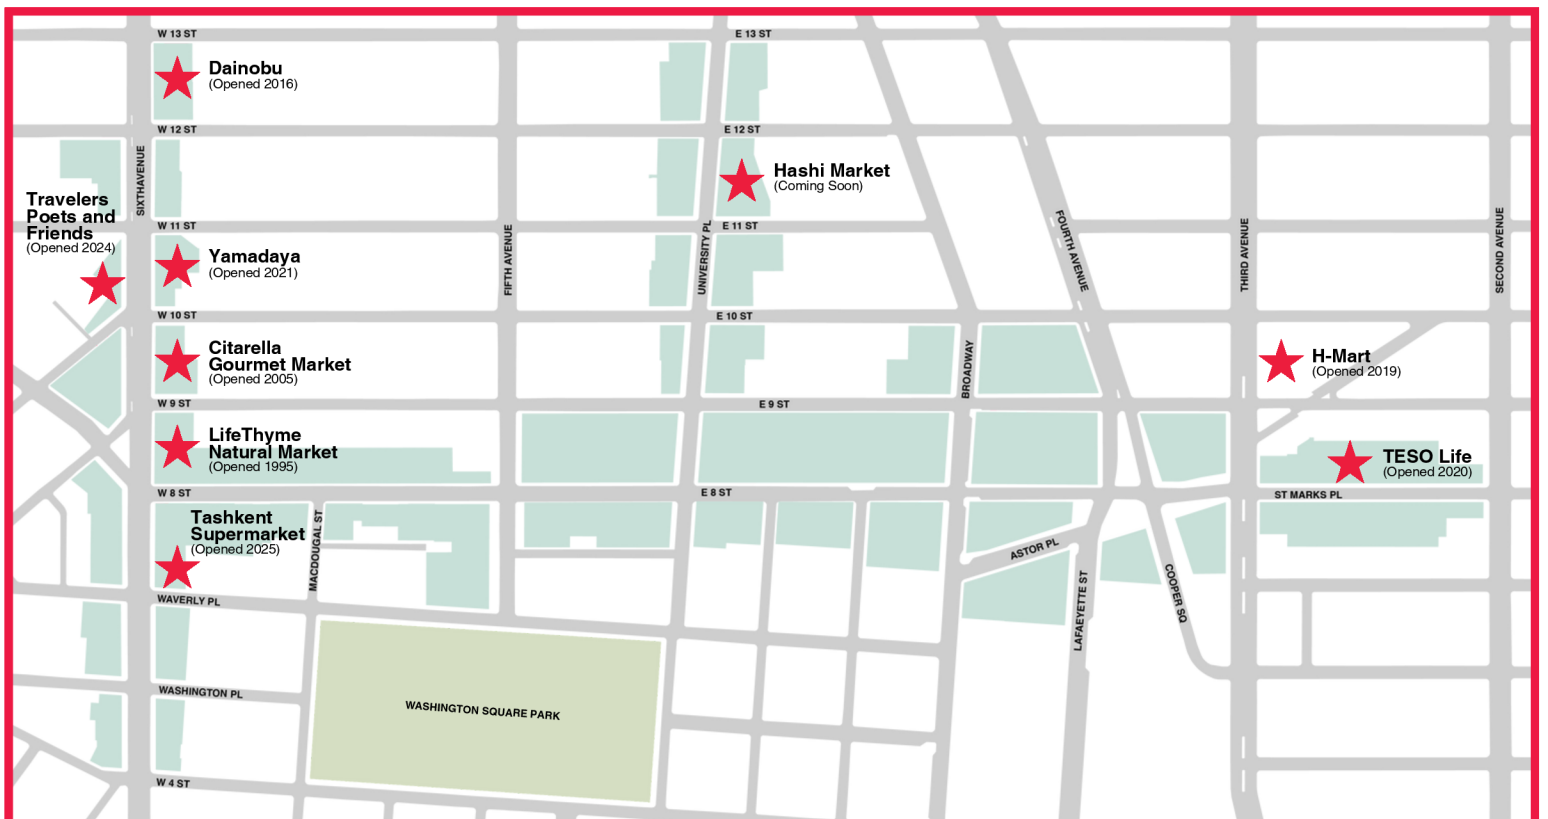 W 13 ST
E 13 ST
Dainobu
(Opened 2016)
W 12 ST
E 12 ST
SIXTHAVENUE
Hashi Market
(Coming Soon)
Travelers
Poets and
Friends
(Opened 2024)
W 11 ST
E 11 ST
Yamadaya
(Opened 2021)
FIFTH AVENUE
UNIVERSITY PL
FOURTH AVENUE
THIRD AVENUE
SECOND AVENUE
W 10 ST
E 10 ST
Citarella
Gourmet Market
(Opened 2005)
BROADWAY
H-Mart
(Opened 2019)
W 9 ST
E 9 ST
LifeThyme
Natural Market
(Opened 1995)
TESO Life
(Opened 2020)
W 8 ST
E 8 ST
ST MARKS PL
Tashkent
Supermarket
(Opened 2025)
MACDOUGAL ST
ASTOR PL
LAFAEYETTE ST
COOPER SQ
WAVERLY PL
WASHINGTON PL
WASHINGTON SQUARE PARK
W 4 ST